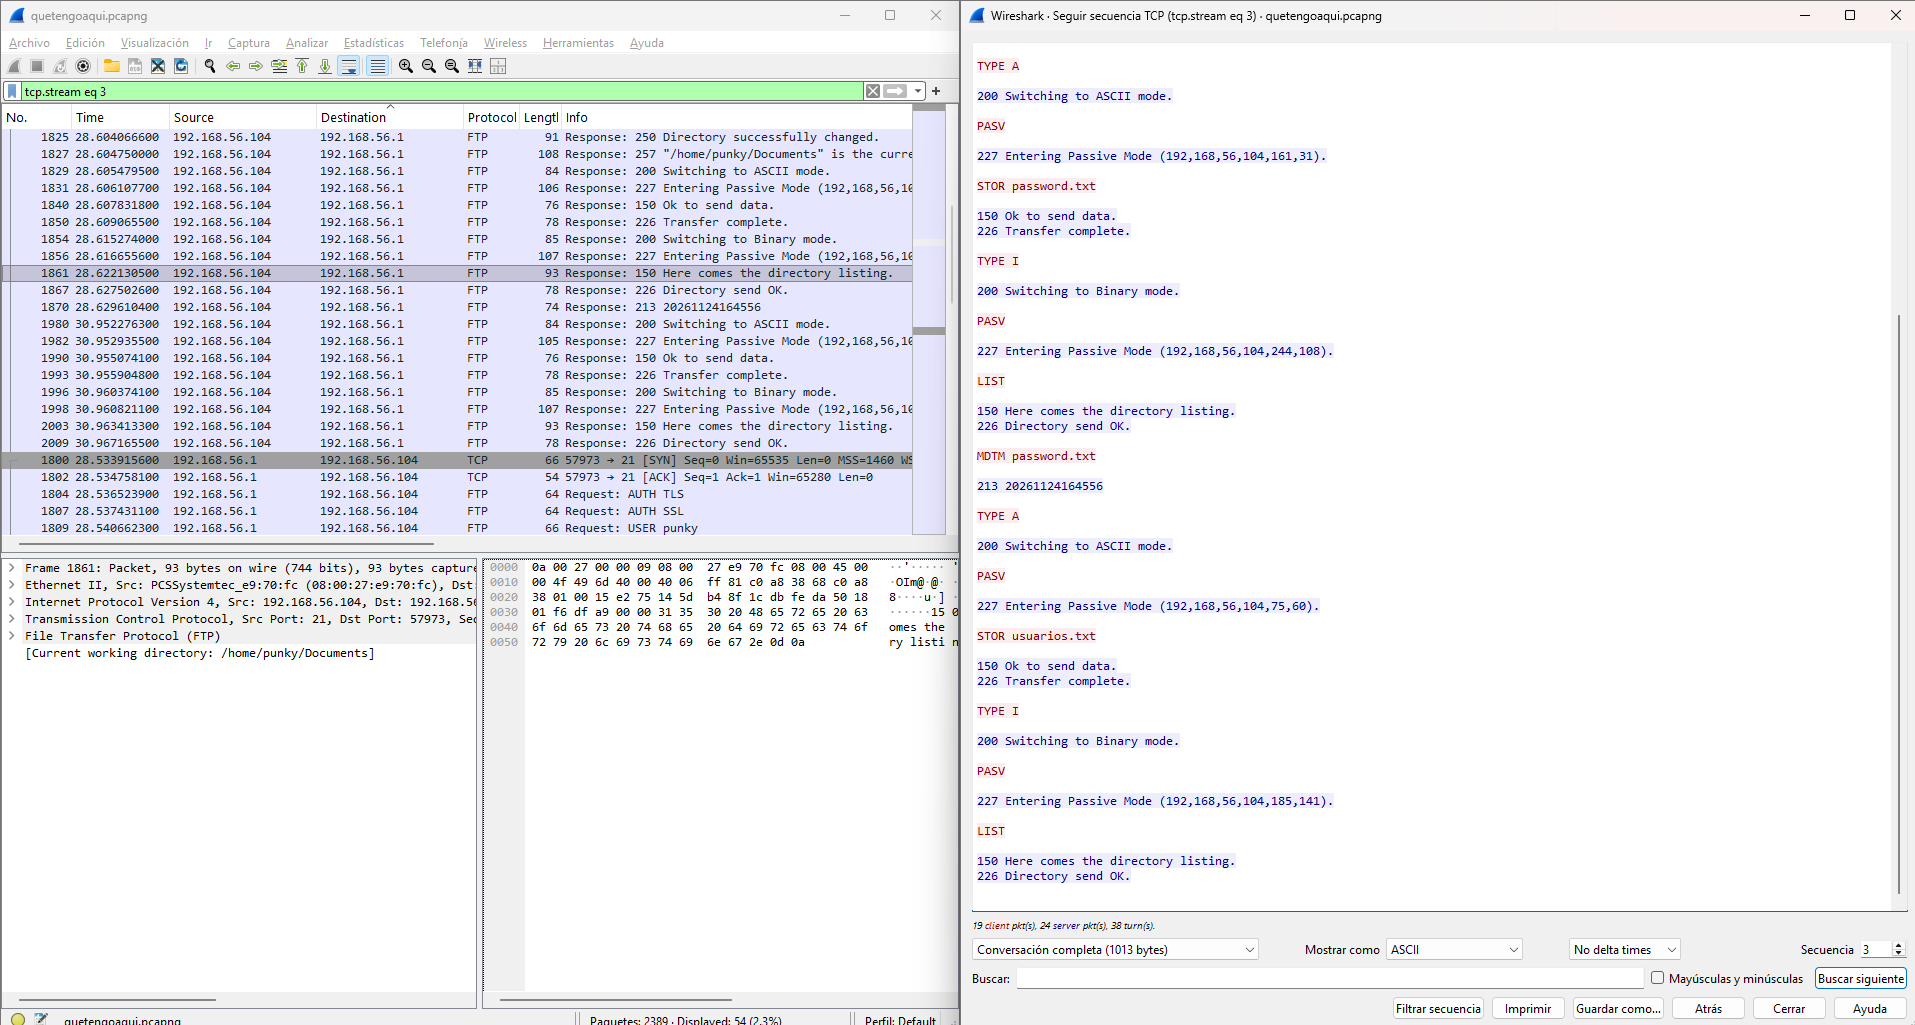 quetengoaqui.pcapng
Archivo Edición Visualización Ir Captura Analizar Estadísticas Telefonía Wireless Herramientas Ayuda
tcp.stream eq 3
No. Time Source Destination Protocol Lengtl Info
1825 28.604066600 192.168.56.104 192.168.56.1 FTP 91 Response: 250 Directory successfully changed.
1827 28.604750000 192.168.56.104 192.168.56.1 FTP 108 Response: 257 "/home/punky/Documents" is the curre
1829 28.605479500 192.168.56.104 192.168.56.1 FTP 84 Response: 200 Switching to ASCII mode.
1831 28.606107700 192.168.56.104 192.168.56.1 FTP 106 Response: 227 Entering Passive Mode (192,168,56,10
1840 28.607831800 192.168.56.104 192.168.56.1 FTP 76 Response: 150 Ok to send data.
1850 28.609065500 192.168.56.104 192.168.56.1 FTP 78 Response: 226 Transfer complete.
1854 28.615274000 192.168.56.104 192.168.56.1 FTP 85 Response: 200 Switching to Binary mode.
1856 28.616655600 192.168.56.104 192.168.56.1 FTP 107 Response: 227 Entering Passive Mode (192,168,56,10
1861 28.622130500 192.168.56.104 192.168.56.1 FTP 93 Response: 150 Here comes the directory listing.
1867 28.627502600 192.168.56.104 192.168.56.1 FTP 78 Response: 226 Directory send OK.
1870 28.629610400 192.168.56.104 192.168.56.1 FTP 74 Response: 213 20261124164556
1980 30.952276300 192.168.56.104 192.168.56.1 FTP 84 Response: 200 Switching to ASCII mode.
1982 30.952935500 192.168.56.104 192.168.56.1 FTP 105 Response: 227 Entering Passive Mode (192,168,56,10
1990 30.955074100 192.168.56.104 192.168.56.1 FTP 76 Response: 150 Ok to send data.
1993 30.955904800 192.168.56.104 192.168.56.1 FTP 78 Response: 226 Transfer complete.
1996 30.960374100 192.168.56.104 192.168.56.1 FTP 85 Response: 200 Switching to Binary mode.
1998 30.960821100 192.168.56.104 192.168.56.1 FTP 107 Response: 227 Entering Passive Mode (192,168,56,10
2003 30.963413300 192.168.56.104 192.168.56.1 FTP 93 Response: 150 Here comes the directory listing.
2009 30.967165500 192.168.56.104 192.168.56.1 FTP 78 Response: 226 Directory send OK.
1800 28.533915600 192.168.56.1 192.168.56.104 TCP 66 57973 → 21 [SYN] Seq=0 Win=65535 Len=0 MSS=1460 WS
1802 28.534758100 192.168.56.1 192.168.56.104 TCP 54 57973 → 21 [ACK] Seq=1 Ack=1 Win=65280 Len=0
1804 28.536523900 192.168.56.1 192.168.56.104 FTP 64 Request: AUTH TLS
1807 28.537431100 192.168.56.1 192.168.56.104 FTP 64 Request: AUTH SSL
1809 28.540662300 192.168.56.1 192.168.56.104 FTP 66 Request: USER punky
Frame 1861: Packet, 93 bytes on wire (744 bits), 93 bytes capture
Ethernet II, Src: PCSSystemtec_e9:70:fc (08:00:27:e9:70:fc), Dst:
Internet Protocol Version 4, Src: 192.168.56.104, Dst: 192.168.56
Transmission Control Protocol, Src Port: 21, Dst Port: 57973, Sec
File Transfer Protocol (FTP)
[Current working directory: /home/punky/Documents]
0000 0a 00 27 00 00 09 08 00 27 e9 70 fc 08 00 45 00 ··'·····'
0010 00 4f 49 6d 40 00 40 06 ff 81 c0 a8 38 68 c0 a8 ·OIm@·@·
0020 38 01 00 15 e2 75 14 5d b4 8f 1c db fe da 50 18 8····u·]
0030 01 f6 df a9 00 00 31 35 30 20 48 65 72 65 20 63 ······15 0
0040 6f 6d 65 73 20 74 68 65 20 64 69 72 65 63 74 6f omes the
0050 72 79 20 6c 69 73 74 69 6e 67 2e 0d 0a ry listi n
quetengoaqui.pcapng Paquetes: 2389 · Displayed: 54 (2.3%) Perfil: Default
Wireshark · Seguir secuencia TCP (tcp.stream eq 3) · quetengoaqui.pcapng
TYPE A
200 Switching to ASCII mode.
PASV
227 Entering Passive Mode (192,168,56,104,161,31).
STOR password.txt
150 Ok to send data.
226 Transfer complete.
TYPE I
200 Switching to Binary mode.
PASV
227 Entering Passive Mode (192,168,56,104,244,108).
LIST
150 Here comes the directory listing.
226 Directory send OK.
MDTM password.txt
213 20261124164556
TYPE A
200 Switching to ASCII mode.
PASV
227 Entering Passive Mode (192,168,56,104,75,60).
STOR usuarios.txt
150 Ok to send data.
226 Transfer complete.
TYPE I
200 Switching to Binary mode.
PASV
227 Entering Passive Mode (192,168,56,104,185,141).
LIST
150 Here comes the directory listing.
226 Directory send OK.
19 client pkt(s), 24 server pkt(s), 38 turn(s).
Conversación completa (1013 bytes) Mostrar como ASCII No delta times Secuencia 3
Buscar: Mayúsculas y minúsculas Buscar siguiente
Filtrar secuencia Imprimir Guardar como... Atrás Cerrar Ayuda